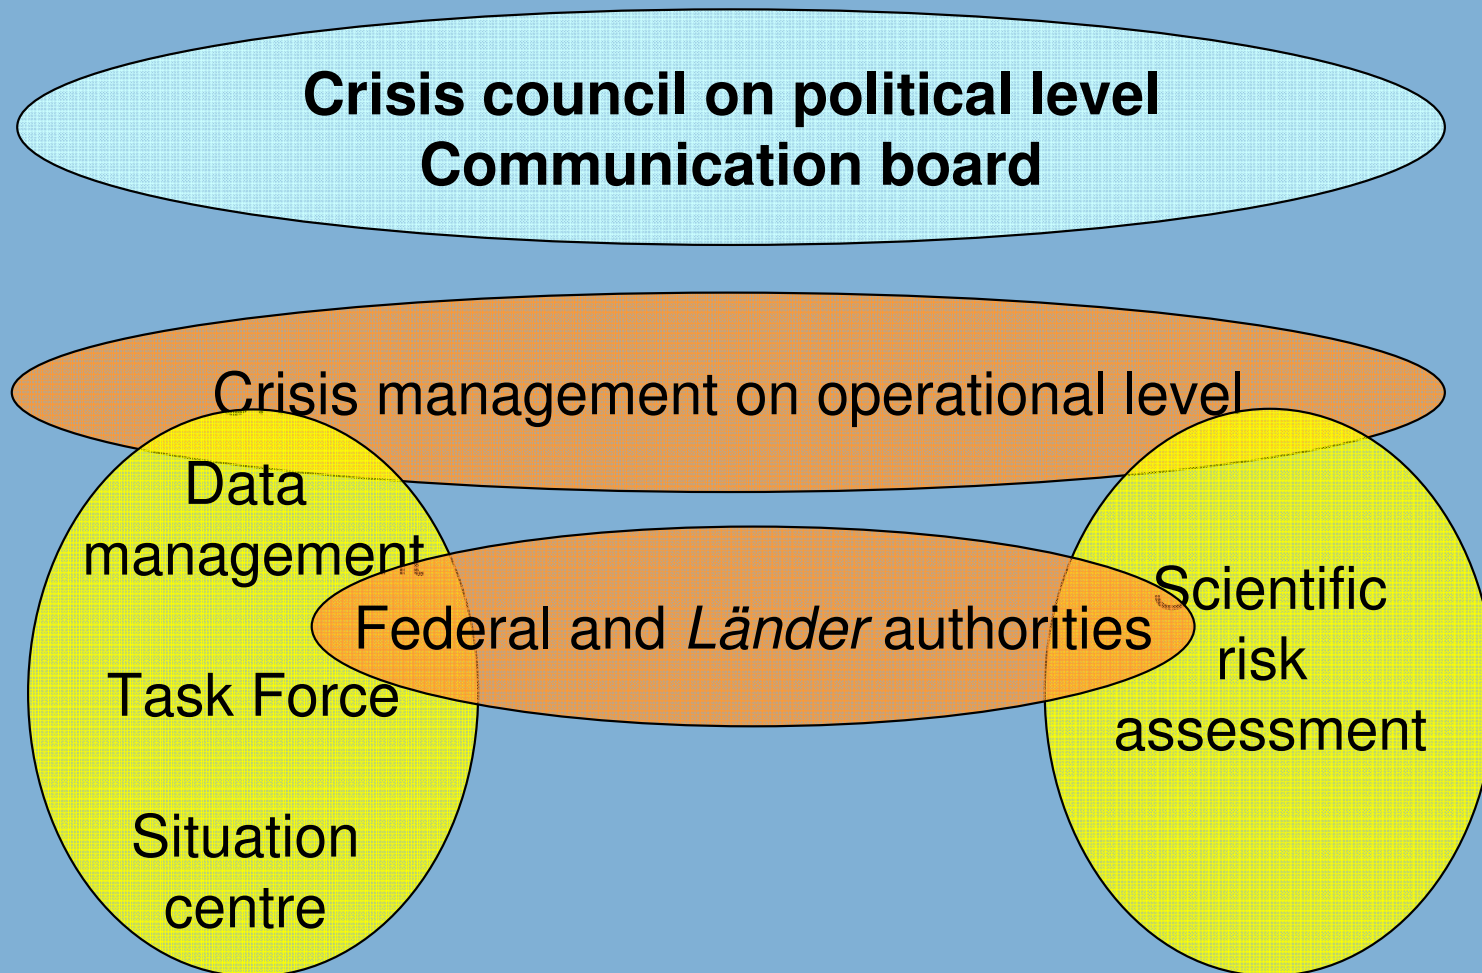 Crisis council on political level
Communication board
Crisis management on operational level
Data
management
Task Force
Situation
centre
Federal and Länder authorities
Scientific
risk
assessment